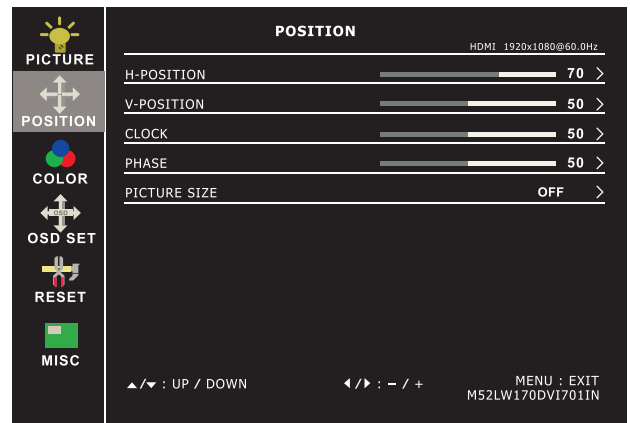 POSITION
HDMI 1920x1080@60.0Hz
PICTURE
POSITION
COLOR
OSD
OSD SET
RESET
MISC
H-POSITION 70 >
V-POSITION 50 >
CLOCK 50 >
PHASE 50 >
PICTURE SIZE OFF >
▲/▼ : UP / DOWN ◀/▶ : – / + MENU : EXIT
M52LW170DVI701IN